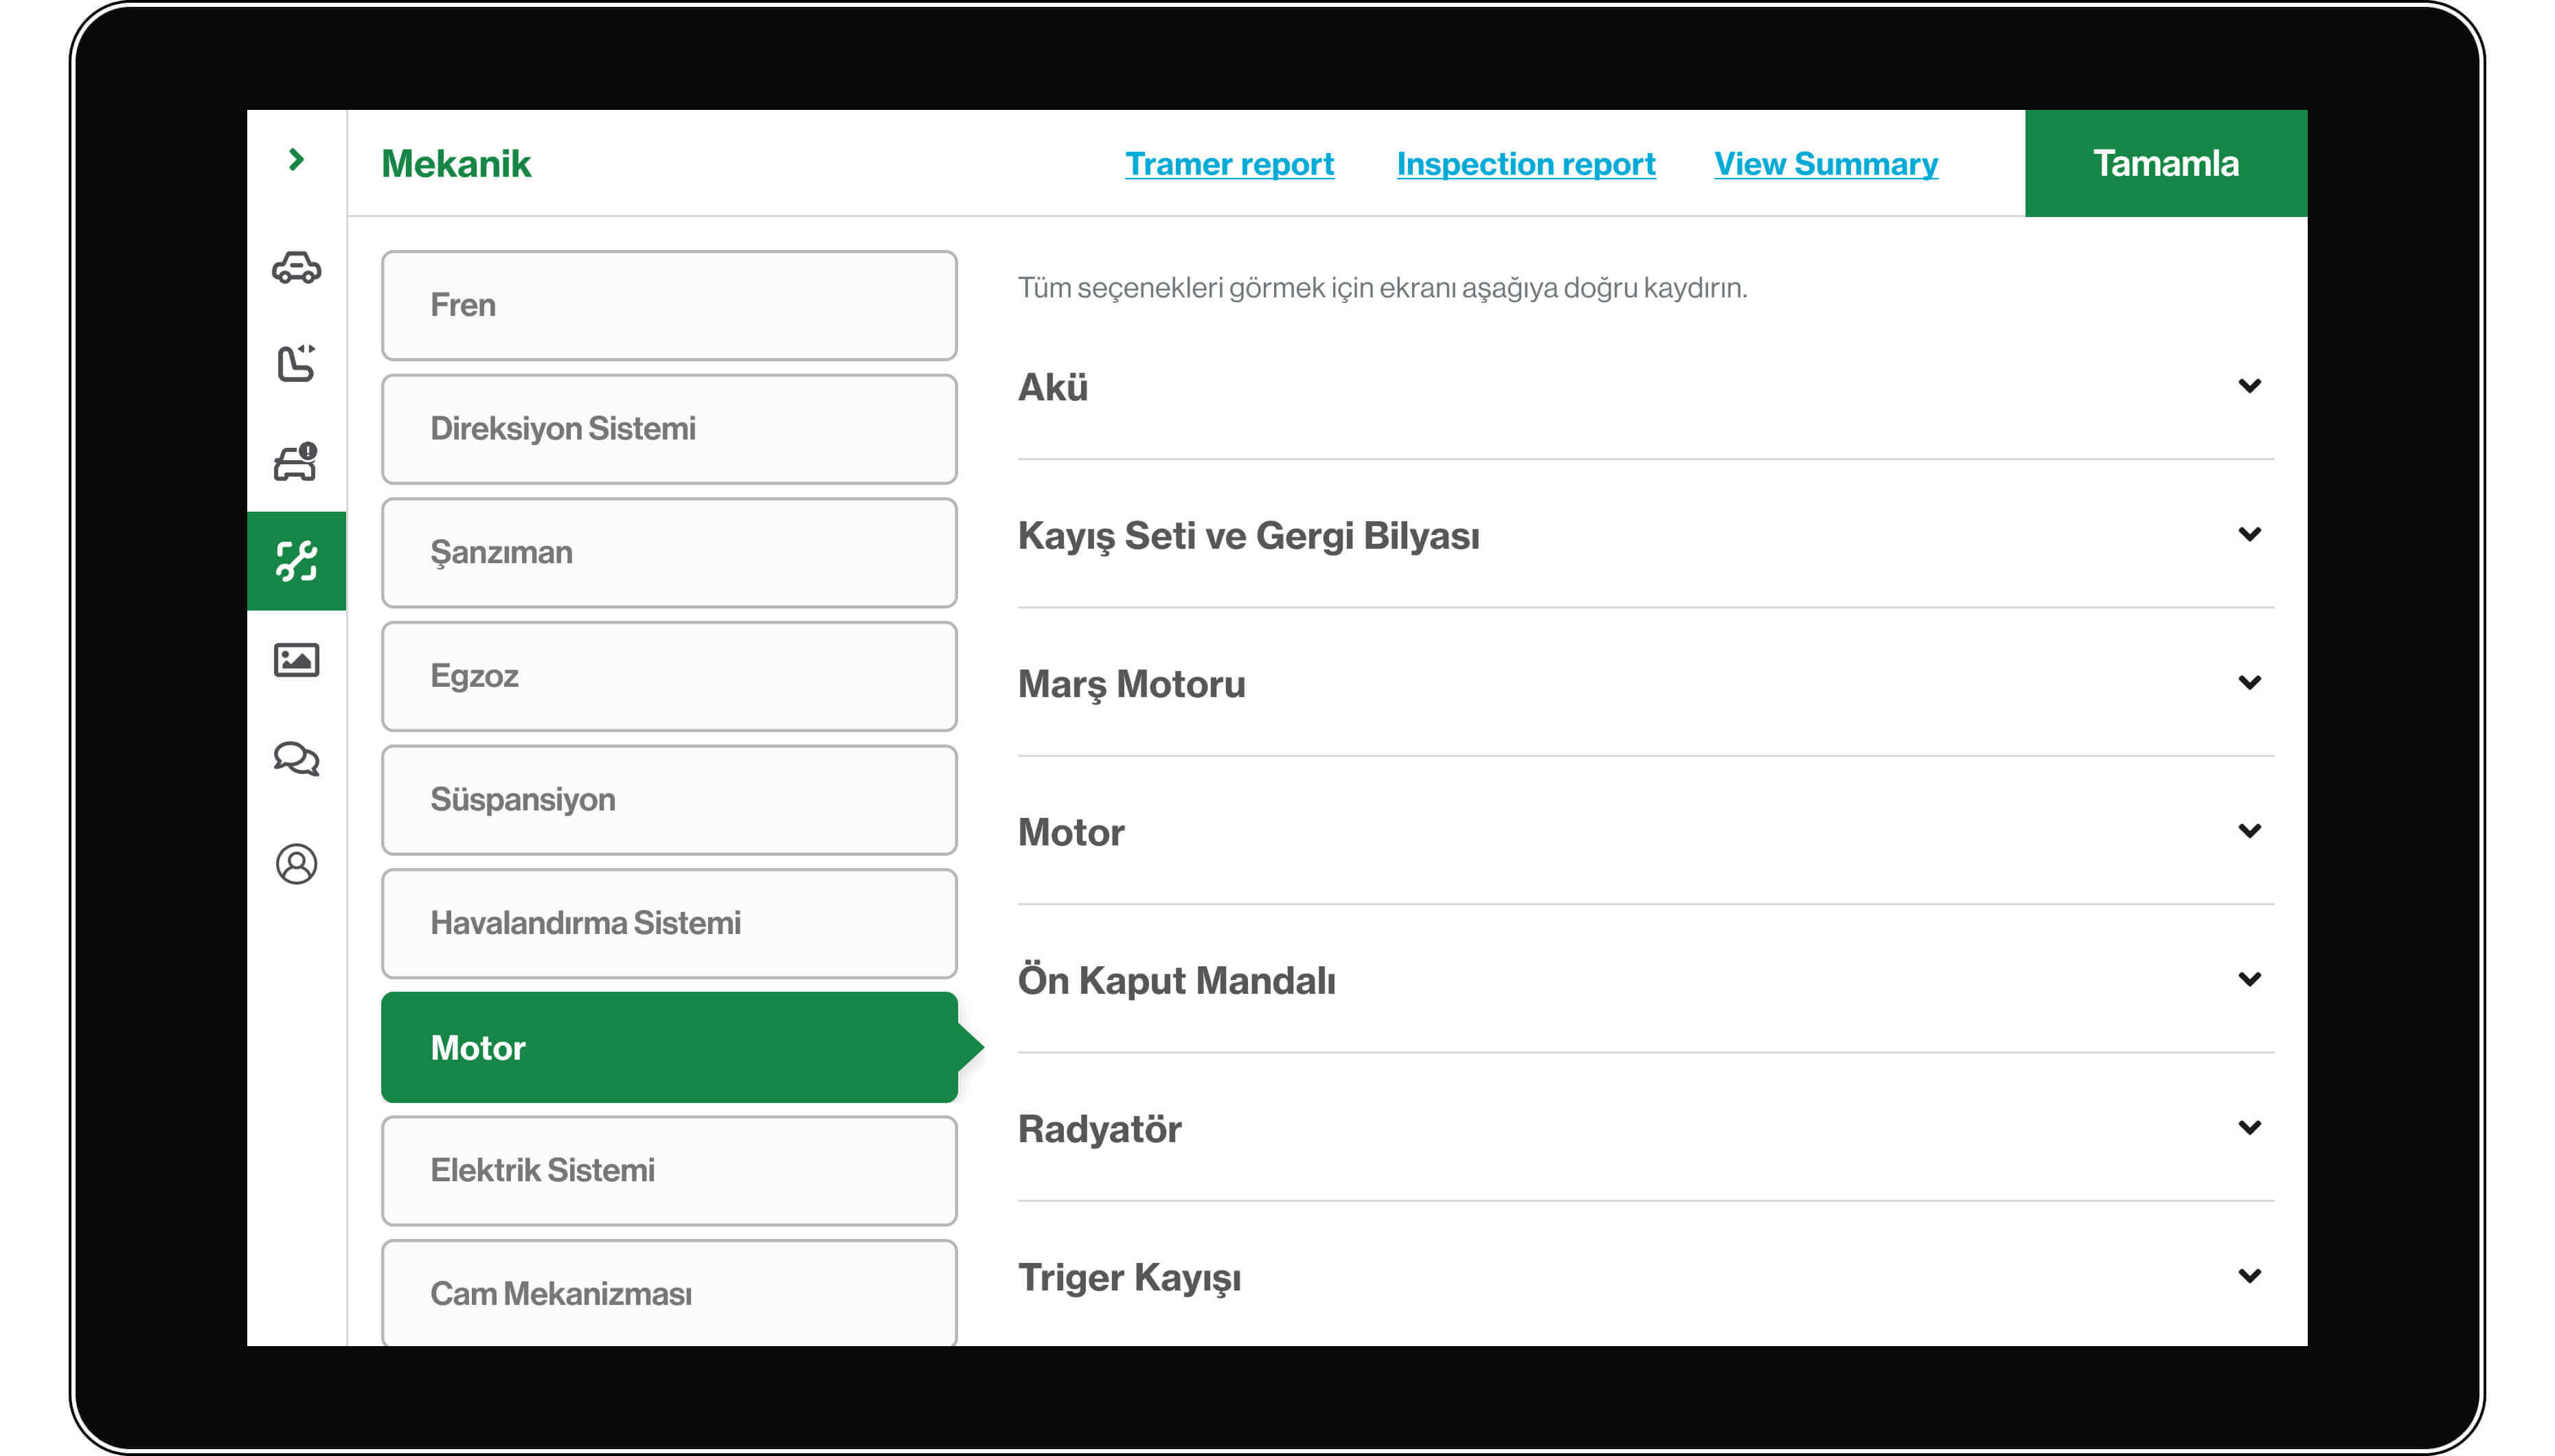 Mekanik
Tramer report
Inspection report
View Summary
Tamamla
Fren
Direksiyon Sistemi
Şanzıman
Egzoz
Süspansiyon
Havalandırma Sistemi
Motor
Elektrik Sistemi
Cam Mekanizması
Tüm seçenekleri görmek için ekranı aşağıya doğru kaydırın.
Akü
Kayış Seti ve Gergi Bilyası
Marş Motoru
Motor
Ön Kaput Mandalı
Radyatör
Triger Kayışı